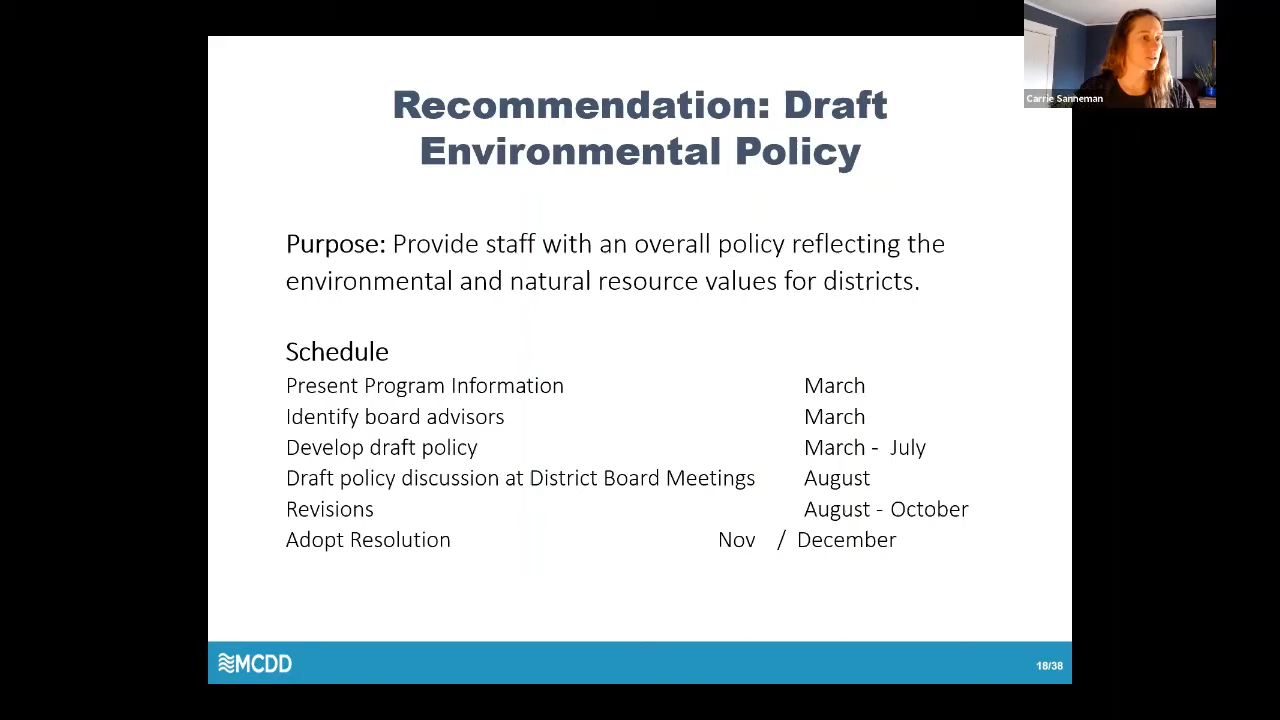 Carrie Sanneman
Recommendation: Draft
Environmental Policy
Purpose: Provide staff with an overall policy reflecting the
environmental and natural resource values for districts.
Schedule
Present Program Information March
Identify board advisors March
Develop draft policy March - July
Draft policy discussion at District Board Meetings August
Revisions August - October
Adopt Resolution Nov / December
MCDD
18/38